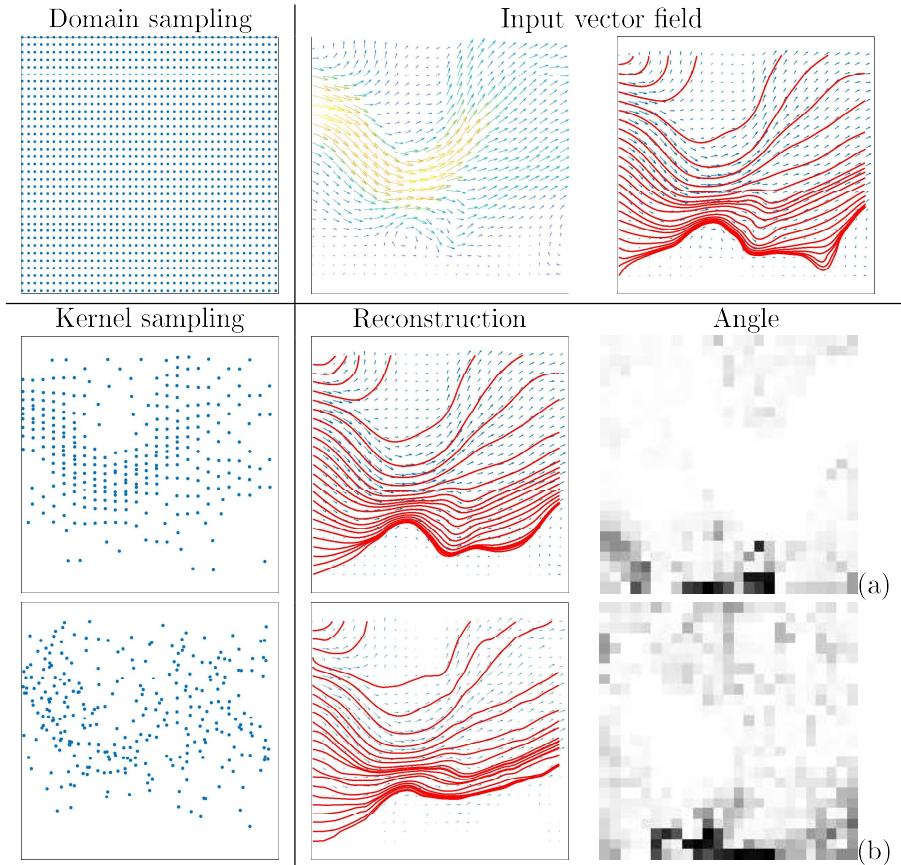 Domain sampling
Input vector field
Kernel sampling
Reconstruction
Angle
(a)
(b)